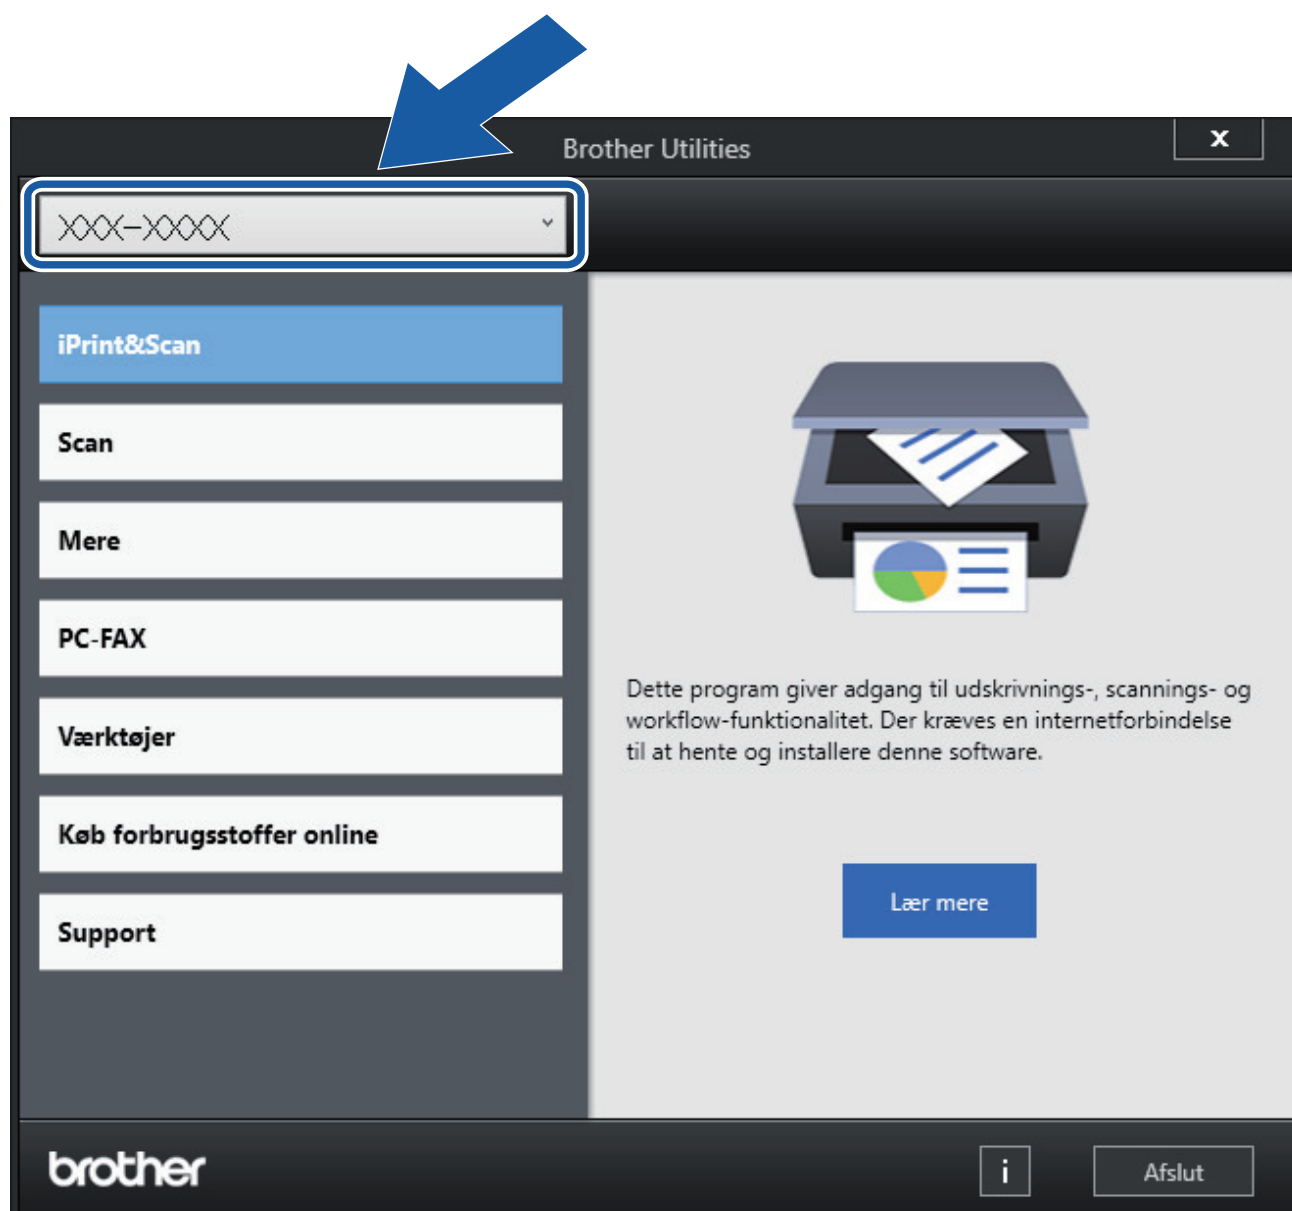 Brother Utilities
x
XXX-XXXX
iPrint&Scan
Scan
Mere
PC-FAX
Værktøjer
Køb forbrugsstoffer online
Support
Dette program giver adgang til udskrivnings-, scannings- og
workflow-funktionalitet. Der kræves en internetforbindelse
til at hente og installere denne software.
Lær mere
brother
i
Afslut